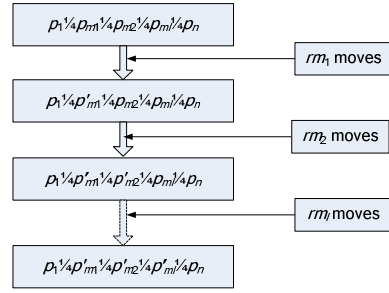 p1¼pm1¼pm2¼pml¼pn
rm1 moves
p1¼p'm1¼pm2¼pml¼pn
rm2 moves
p1¼p'm1¼p'm2¼pml¼pn
rml moves
p1¼p'm1¼p'm2¼p'ml¼pn